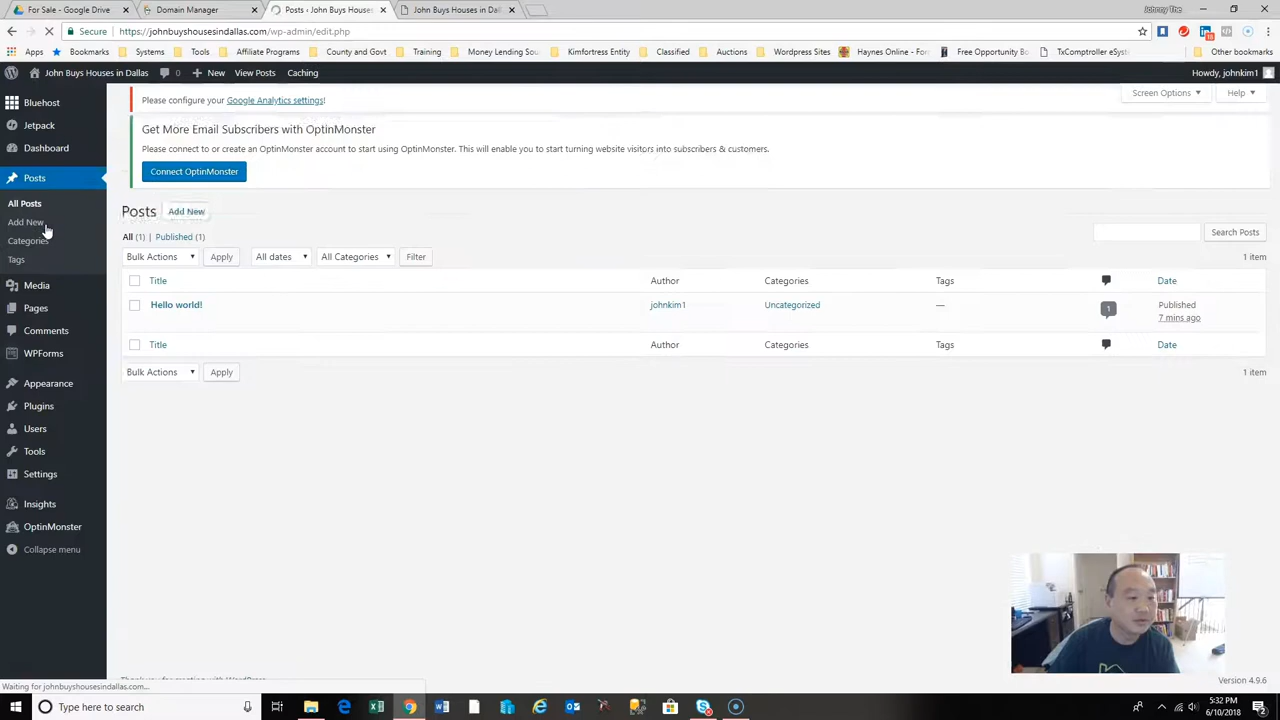 For Sale - Google Drive
Domain Manager
Posts ‹ John Buys Houses
John Buys Houses in Dall
Johnny The
Secure
https://johnbuyshousesindallas.com/wp-admin/edit.php
Apps
Bookmarks
Systems
Tools
Affiliate Programs
County and Govt
Training
Money Lending Sou
Kimfortress Equity
Classified
Auctions
Wordpress Sites
Haynes Online - For
Free Opportunity Bo
TxComptroller eSyste
Other bookmarks
John Buys Houses in Dallas
0
New
View Posts
Caching
Howdy, johnkim1
Bluehost
Jetpack
Dashboard
Posts
All Posts
Add New
Categories
Tags
Media
Pages
Comments
WPForms
Appearance
Plugins
Users
Tools
Settings
Insights
OptinMonster
Collapse menu
Please configure your Google Analytics settings!
Screen Options
Help
Get More Email Subscribers with OptinMonster
Please connect to or create an OptinMonster account to start using OptinMonster. This will enable you to start turning website visitors into subscribers & customers.
Connect OptinMonster
Posts
Add New
All (1) | Published (1)
Search Posts
Bulk Actions
Apply
All dates
All Categories
Filter
1 item
Title
Author
Categories
Tags
Date
Hello world!
johnkim1
Uncategorized
—
1
Published
7 mins ago
Title
Author
Categories
Tags
Date
Bulk Actions
Apply
1 item
Thank you for creating with WordPress.
Version 4.9.6
Waiting for johnbuyshousesindallas.com...
Type here to search
5:32 PM
6/10/2018